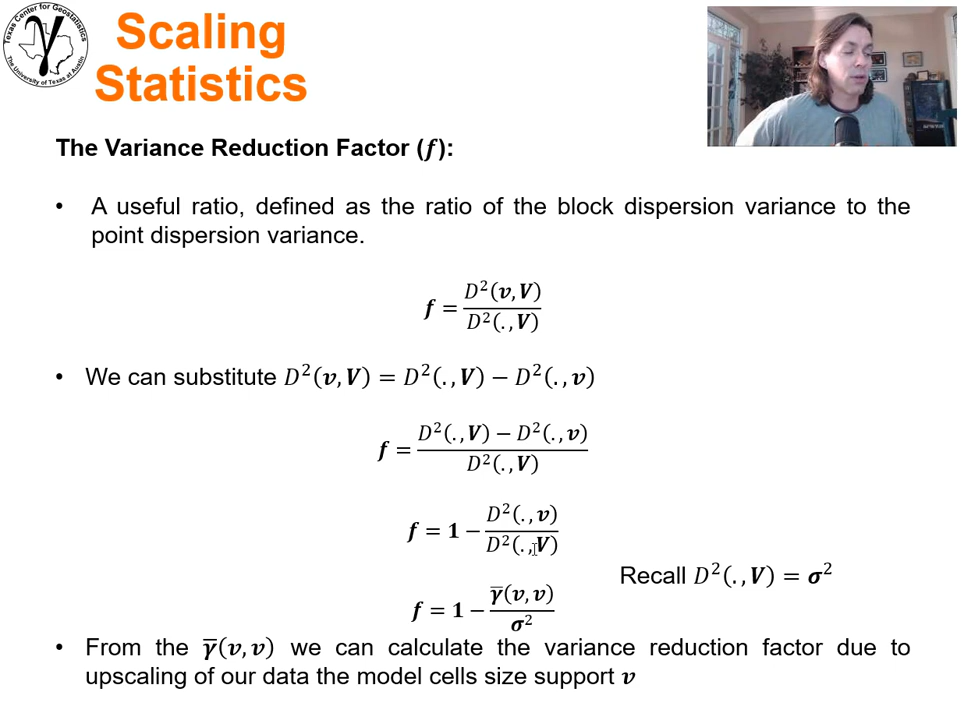 Texas Center for Geostatistics
The University of Texas at Austin
γ
Scaling
Statistics
The Variance Reduction Factor (f):
• A useful ratio, defined as the ratio of the block dispersion variance to the
point dispersion variance.
f = D²(v,V) / D²(.,V)
• We can substitute D²(v,V) = D²(.,V) − D²(.,v)
f = (D²(.,V) − D²(.,v)) / D²(.,V)
f = 1 − D²(.,v) / D²(.,V)
Recall D²(.,V) = σ²
f = 1 − γ̅(v,v) / σ²
• From the γ̅(v,v) we can calculate the variance reduction factor due to
upscaling of our data the model cells size support v